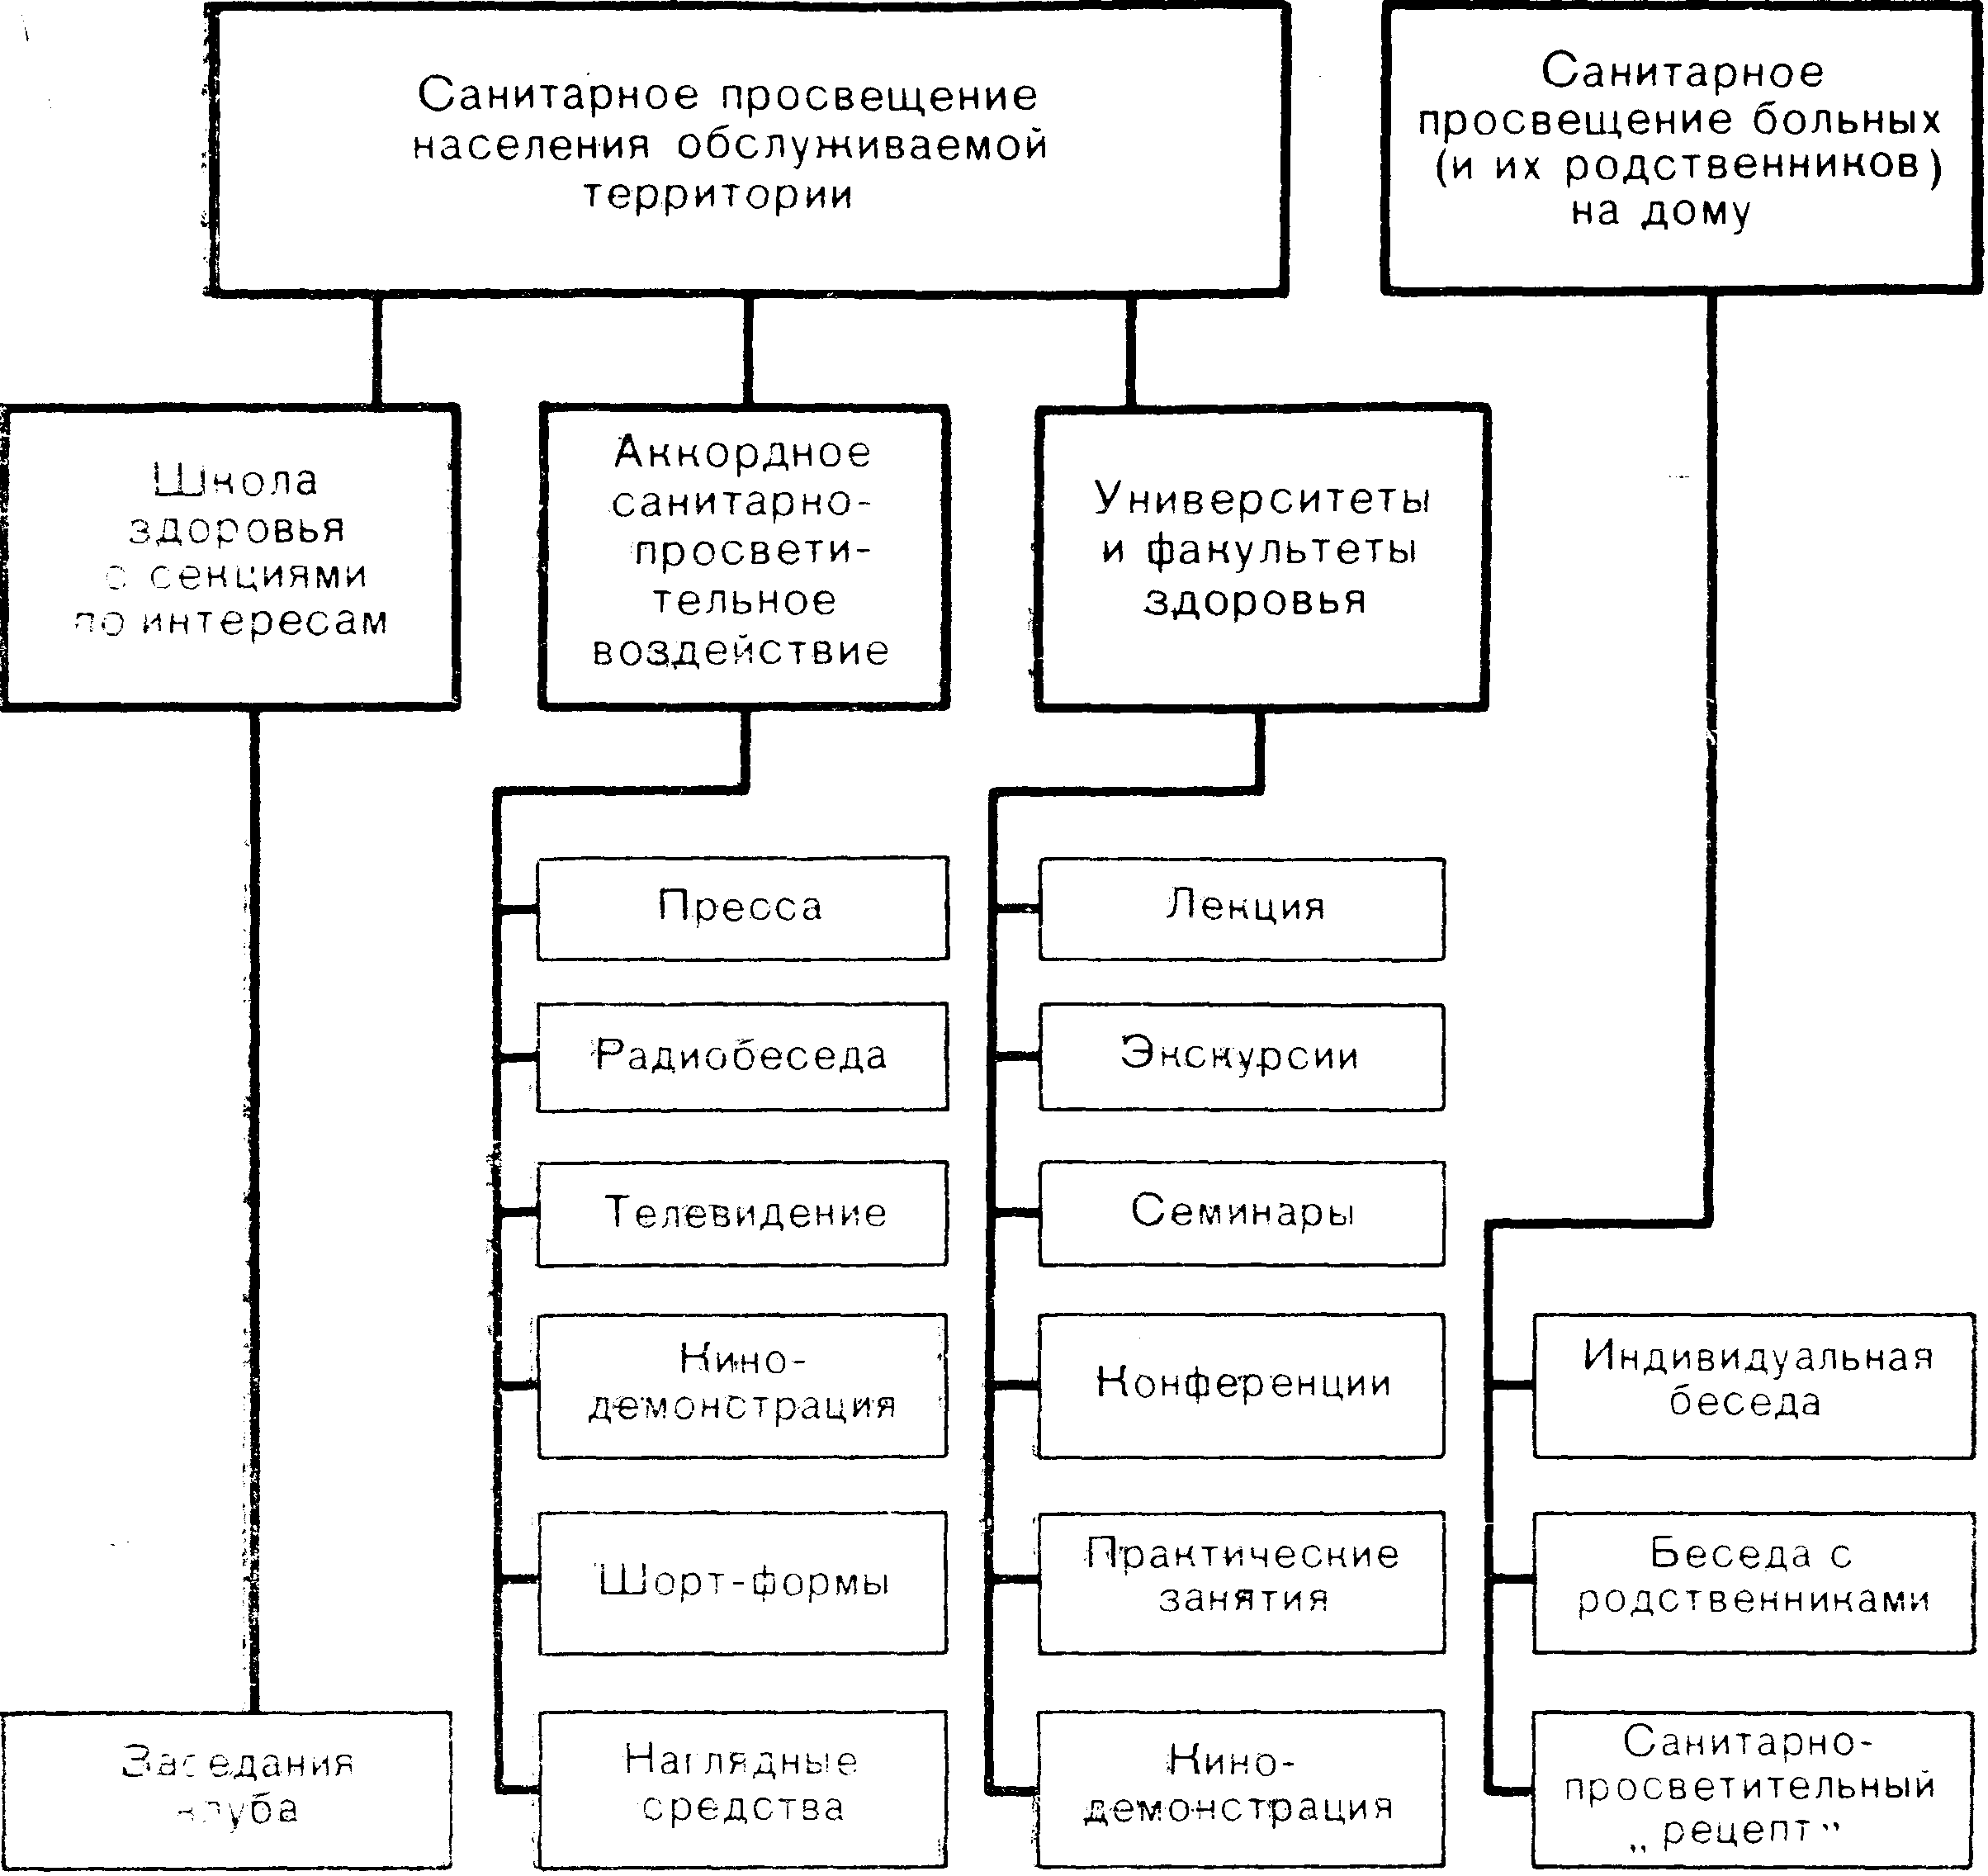 Санитарное просвещение
населения обслуживаемой
территории
Санитарное
просвещение больных
(и их родственников)
на дому
Школа
здоровья
с секциями
по интересам
Аккордное
санитарно-
просвети-
тельное
воздействие
Университеты
и факультеты
здоровья
Пресса
Радиобеседа
Телевидение
Кино-
демонстрация
Шорт-формы
Наглядные
средства
Лекция
Экскурсии
Семинары
Конференции
Практические
занятия
Кино-
демонстрация
Индивидуальная
беседа
Беседа с
родственниками
Санитарно-
просветительный
„рецепт”
Заседания
клуба